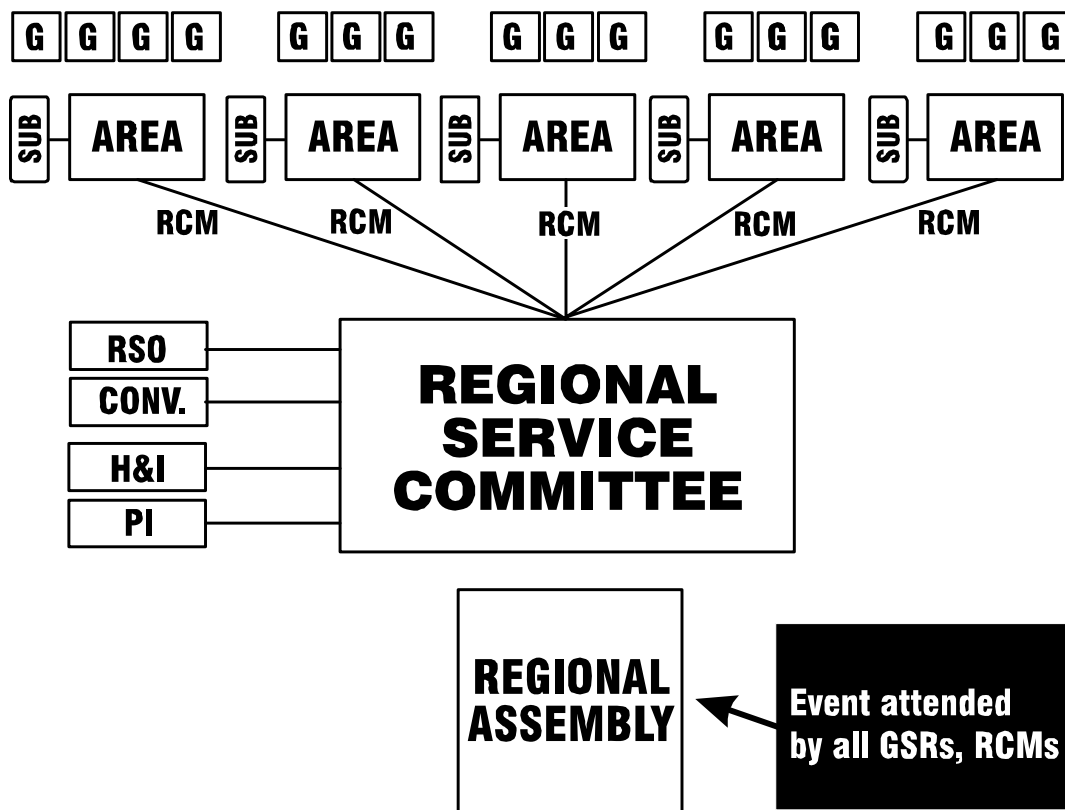 G G G G G G G G G G G G G G G G
SUB AREA SUB AREA SUB AREA SUB AREA SUB AREA
RCM RCM RCM RCM RCM
RSO
CONV.
H&I
PI
REGIONAL
SERVICE
COMMITTEE
REGIONAL
ASSEMBLY
Event attended
by all GSRs, RCMs